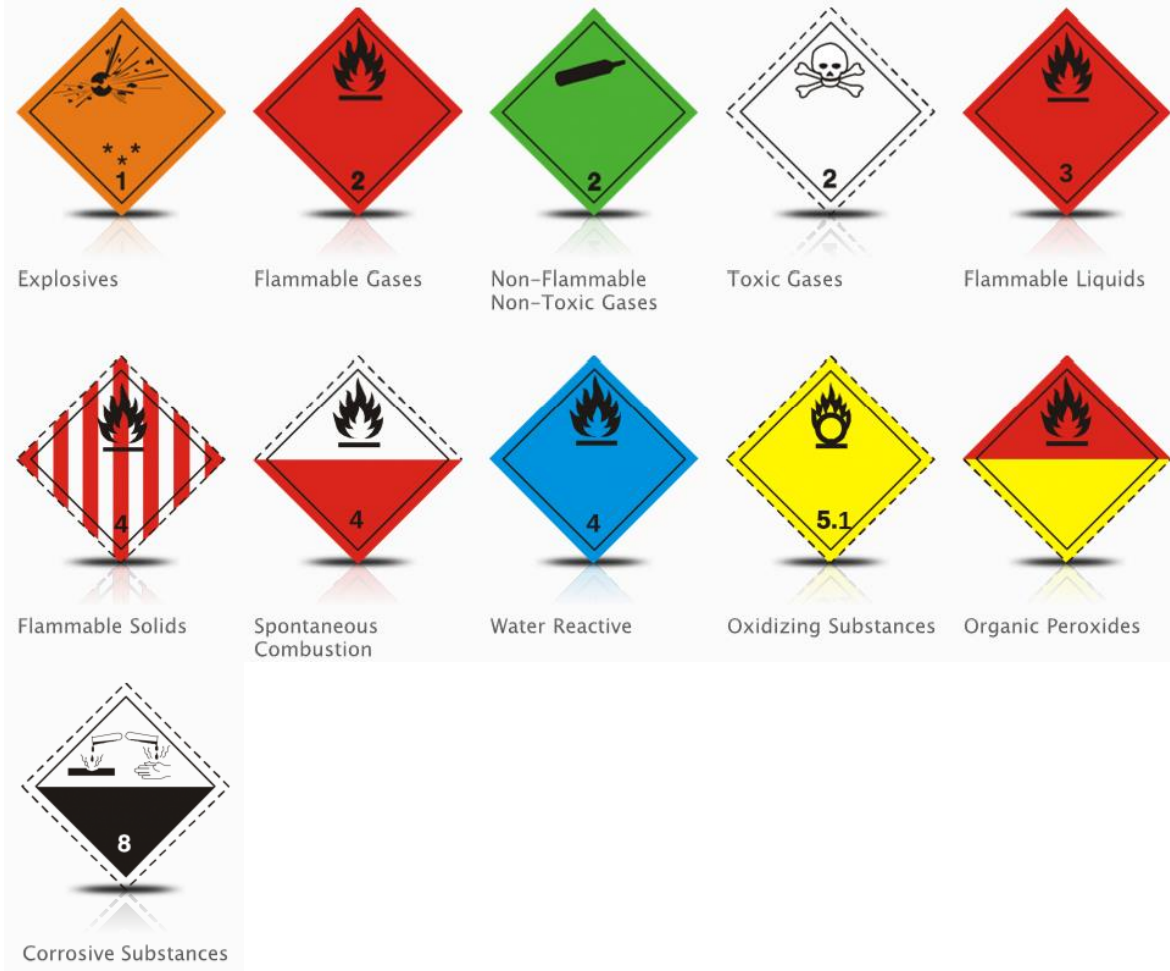 * * *
1
2
2
2
3
Explosives
Flammable Gases
Non-Flammable
Non-Toxic Gases
Toxic Gases
Flammable Liquids
4
4
4
5.1
Flammable Solids
Spontaneous
Combustion
Water Reactive
Oxidizing Substances
Organic Peroxides
8
Corrosive Substances